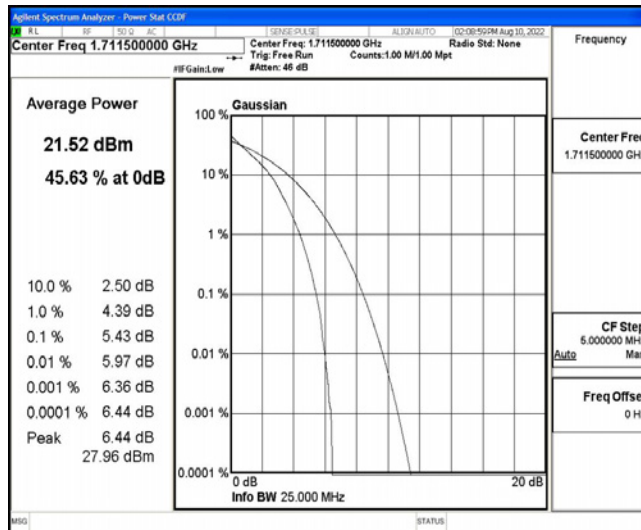 Agilent Spectrum Analyzer - Power Stat CCDF
RL RF 50 Ω AC SENSE:PULSE ALIGN AUTO 02:08:59 PM Aug 10, 2022
Center Freq 1.711500000 GHz
Center Freq: 1.711500000 GHz Radio Std: None
Trig: Free Run Counts:1.00 M/1.00 Mpt
#IFGain:Low #Atten: 46 dB
Frequency
Average Power
21.52 dBm
45.63 % at 0dB
10.0 % 2.50 dB
1.0 % 4.39 dB
0.1 % 5.43 dB
0.01 % 5.97 dB
0.001 % 6.36 dB
0.0001 % 6.44 dB
Peak 6.44 dB
27.96 dBm
Gaussian
100 %
10 %
1 %
0.1 %
0.01 %
0.001 %
0.0001 %
0 dB 20 dB
Info BW 25.000 MHz
Center Freq
1.711500000 GH
CF Step
5.000000 MH
Auto Ma
Freq Offse
0 H
MSG STATUS